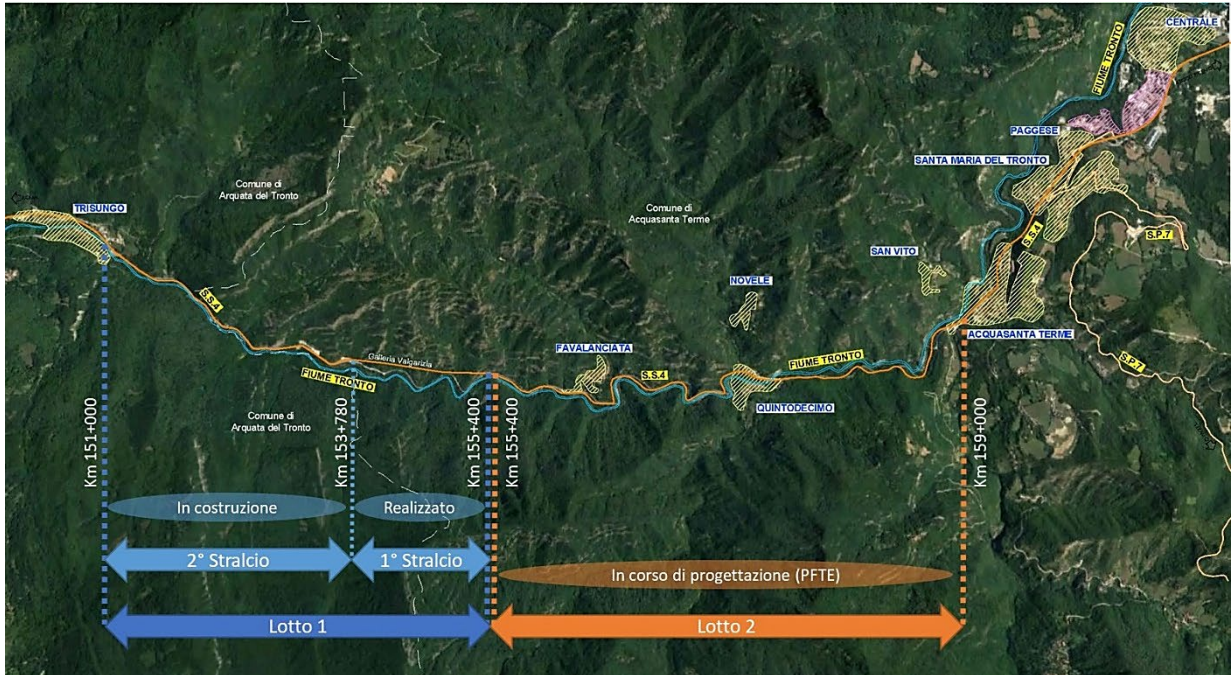 CENTRALE
FIUME TRONTO
PAGGESE
SANTA MARIA DEL TRONTO
Comune di
Arquata del Tronto
Comune di
Acquasanta Terme
TRISUNGO
S.P.7
S.S.4
SAN VITO
NOVELE
S.S.4
ACQUASANTA TERME
Galleria Valgarizia
FAVALANCIATA
FIUME TRONTO
S.P.7
FIUME TRONTO
S.S.4
QUINTODECIMO
Comune di
Arquata del Tronto
Km 151+000
Km 153+780
Km 155+400
Km 155+400
Km 159+000
In costruzione
Realizzato
2° Stralcio
1° Stralcio
In corso di progettazione (PFTE)
Lotto 1
Lotto 2